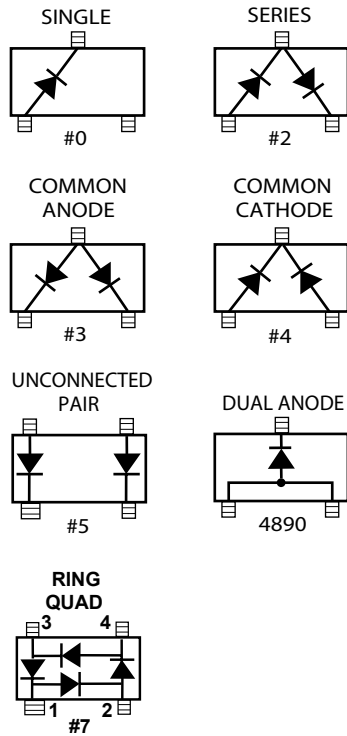 SINGLE
SERIES
#0
#2
COMMON
ANODE
COMMON
CATHODE
#3
#4
UNCONNECTED
PAIR
DUAL ANODE
#5
4890
RING
QUAD
3 4
1 2
#7